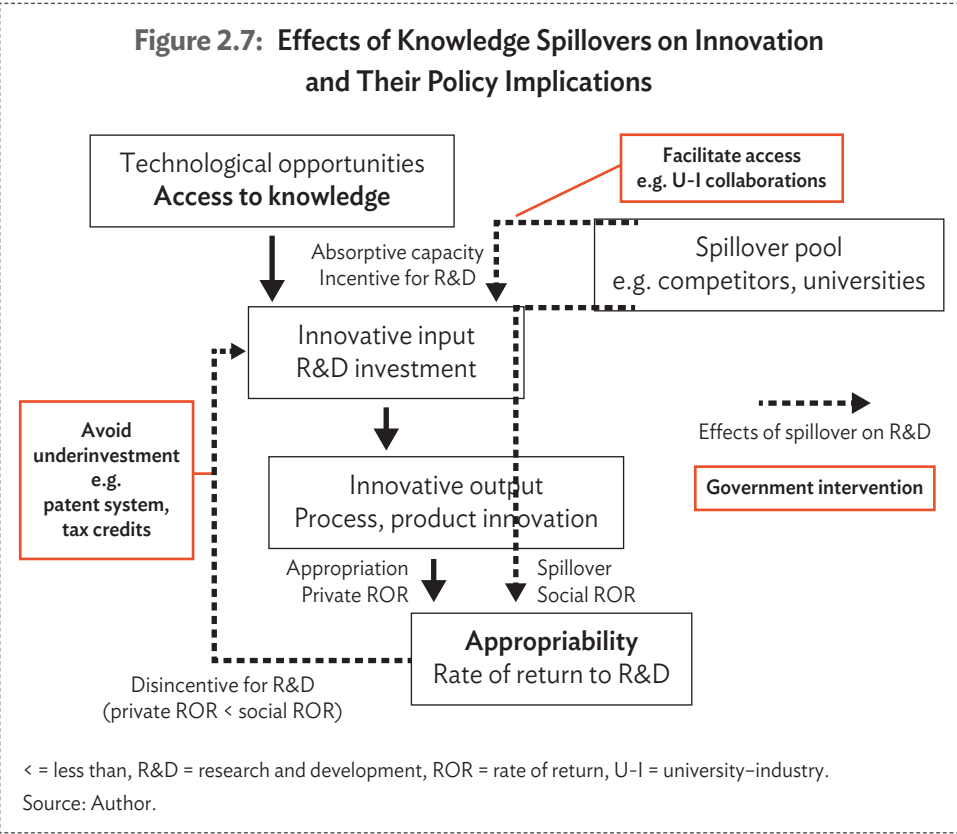 Figure 2.7: Effects of Knowledge Spillovers on Innovation
and Their Policy Implications
Technological opportunities
Access to knowledge
Facilitate access
e.g. U-I collaborations
Absorptive capacity
Incentive for R&D
Spillover pool
e.g. competitors, universities
Innovative input
R&D investment
Avoid
underinvestment
e.g.
patent system,
tax credits
Effects of spillover on R&D
Government intervention
Innovative output
Process, product innovation
Appropriation
Private ROR
Spillover
Social ROR
Appropriability
Rate of return to R&D
Disincentive for R&D
(private ROR < social ROR)
< = less than, R&D = research and development, ROR = rate of return, U-I = university–industry.
Source: Author.